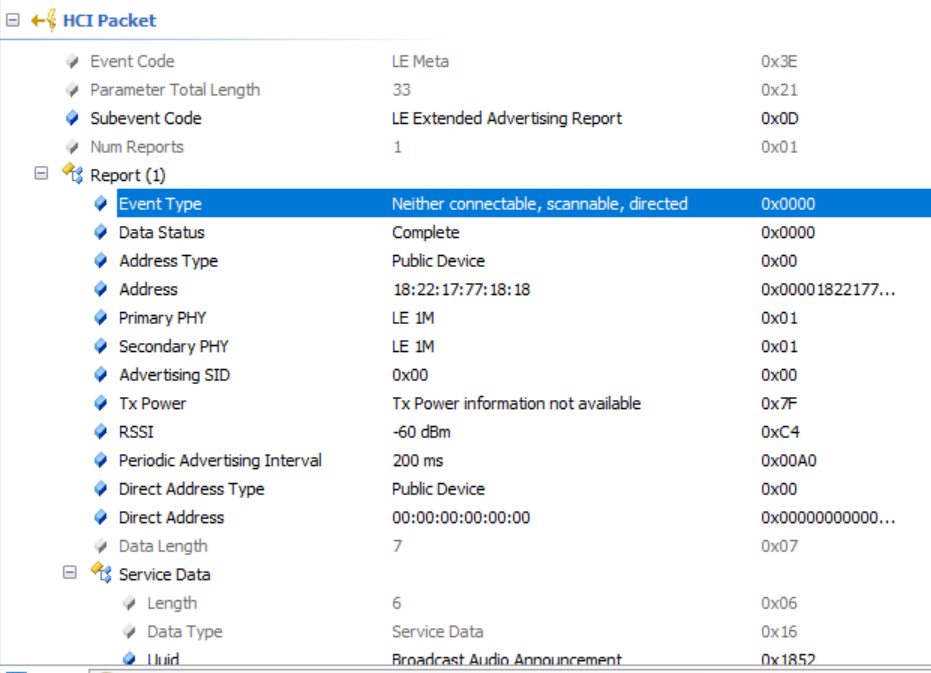 HCI Packet
Event Code LE Meta 0x3E
Parameter Total Length 33 0x21
Subevent Code LE Extended Advertising Report 0x0D
Num Reports 1 0x01
Report (1)
Event Type Neither connectable, scannable, directed 0x0000
Data Status Complete 0x0000
Address Type Public Device 0x00
Address 18:22:17:77:18:18 0x00001822177...
Primary PHY LE 1M 0x01
Secondary PHY LE 1M 0x01
Advertising SID 0x00 0x00
Tx Power Tx Power information not available 0x7F
RSSI -60 dBm 0xC4
Periodic Advertising Interval 200 ms 0x00A0
Direct Address Type Public Device 0x00
Direct Address 00:00:00:00:00:00 0x00000000000...
Data Length 7 0x07
Service Data
Length 6 0x06
Data Type Service Data 0x16
Uuid Broadcast Audio Announcement 0x1852